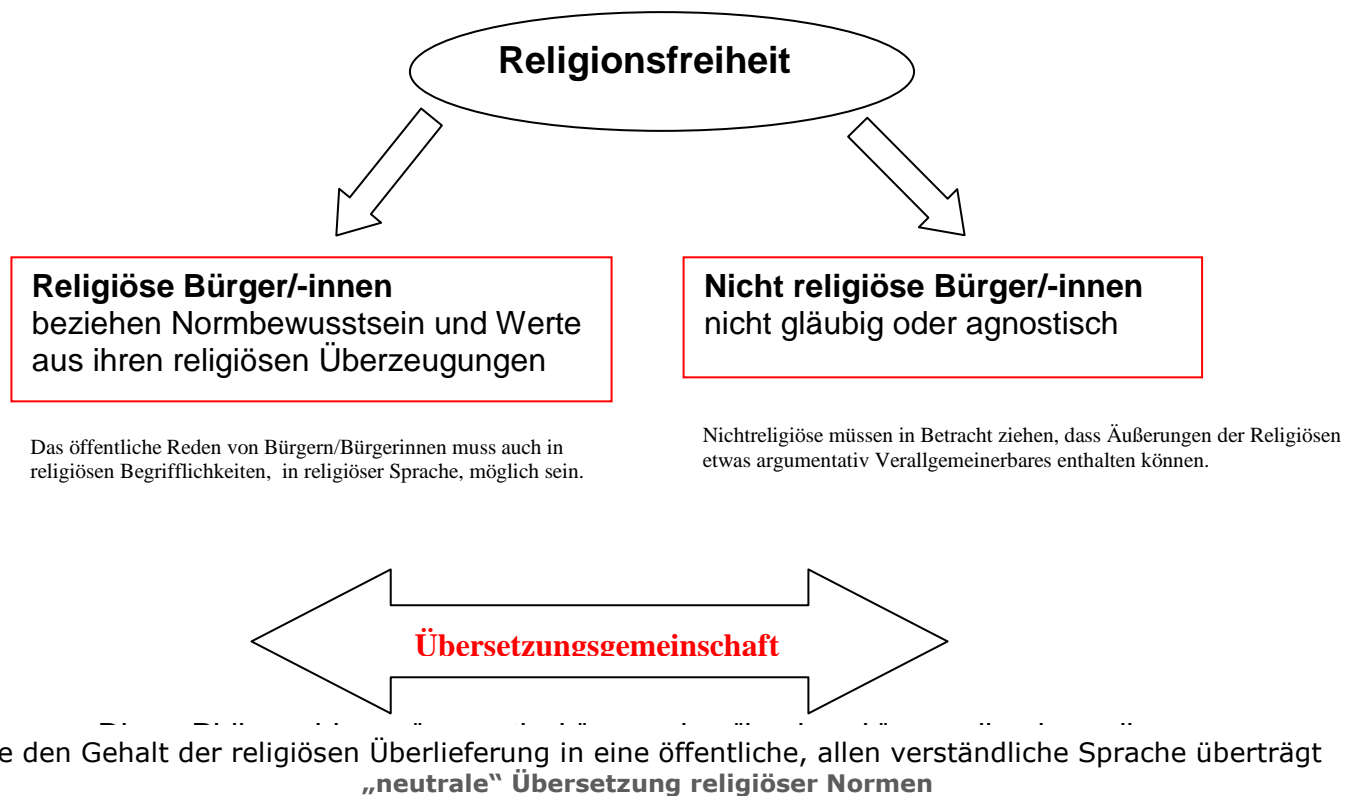 Religionsfreiheit
Religiöse Bürger/-innen
beziehen Normbewusstsein und Werte
aus ihren religiösen Überzeugungen
Nicht religiöse Bürger/-innen
nicht gläubig oder agnostisch
Das öffentliche Reden von Bürgern/Bürgerinnen muss auch in
religiösen Begrifflichkeiten, in religiöser Sprache, möglich sein.
Nichtreligiöse müssen in Betracht ziehen, dass Äußerungen der Religiösen
etwas argumentativ Verallgemeinerbares enthalten können.
Übersetzungsgemeinschaft
e den Gehalt der religiösen Überlieferung in eine öffentliche, allen verständliche Sprache überträgt
„neutrale“ Übersetzung religiöser Normen